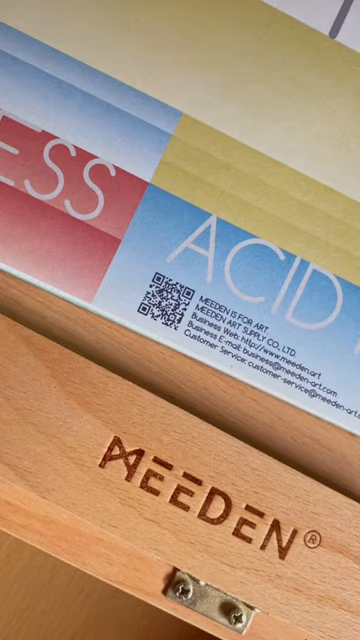 ESS
ACID
MEEDEN IS FOR ART.
MEEDEN ART SUPPLY CO., LTD.
Business Web: http://www.meeden.art
Business E-mail: business@meeden-art.com
Customer Service: customer-service@meeden-art.c
MEEDEN®